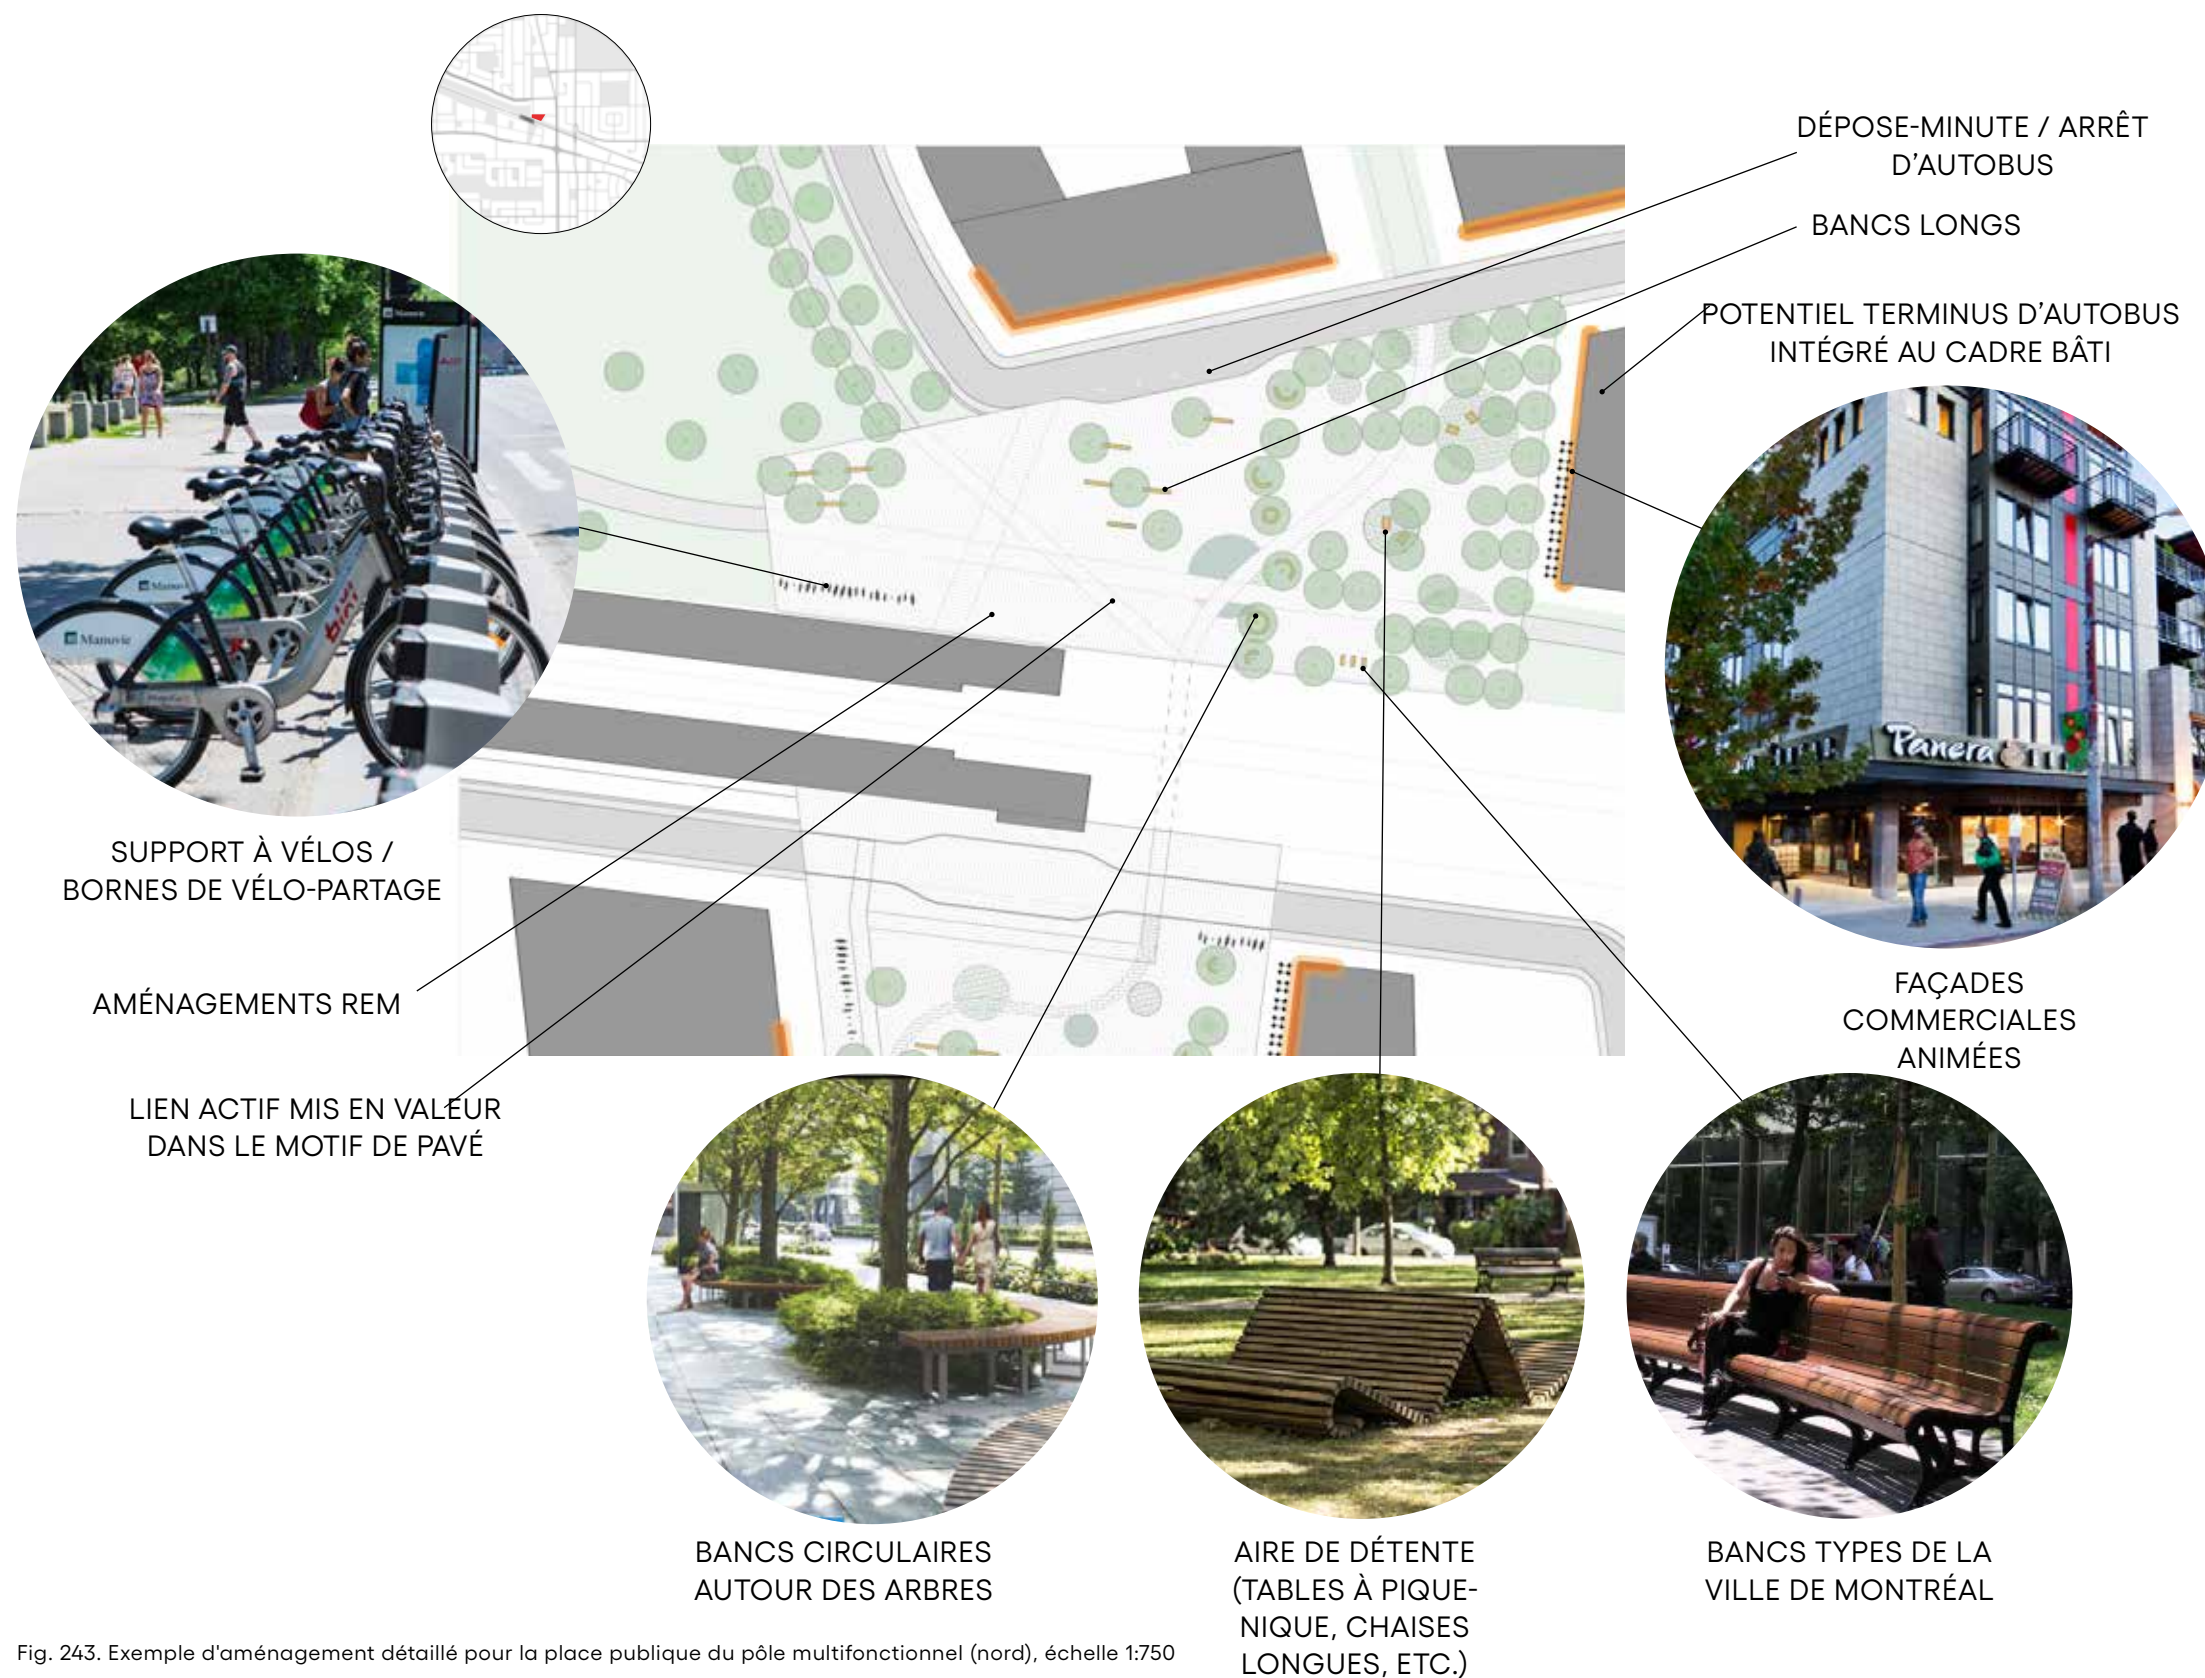 DÉPOSE-MINUTE / ARRÊT
D'AUTOBUS
BANCS LONGS
POTENTIEL TERMINUS D'AUTOBUS
INTÉGRÉ AU CADRE BÂTI
Manuvie
Manuvie
Panera
SUPPORT À VÉLOS /
BORNES DE VÉLO-PARTAGE
AMÉNAGEMENTS REM
LIEN ACTIF MIS EN VALEUR
DANS LE MOTIF DE PAVÉ
FAÇADES
COMMERCIALES
ANIMÉES
BANCS CIRCULAIRES
AUTOUR DES ARBRES
AIRE DE DÉTENTE
(TABLES À PIQUE-
NIQUE, CHAISES
LONGUES, ETC.)
BANCS TYPES DE LA
VILLE DE MONTRÉAL
Fig. 243. Exemple d'aménagement détaillé pour la place publique du pôle multifonctionnel (nord), échelle 1:750